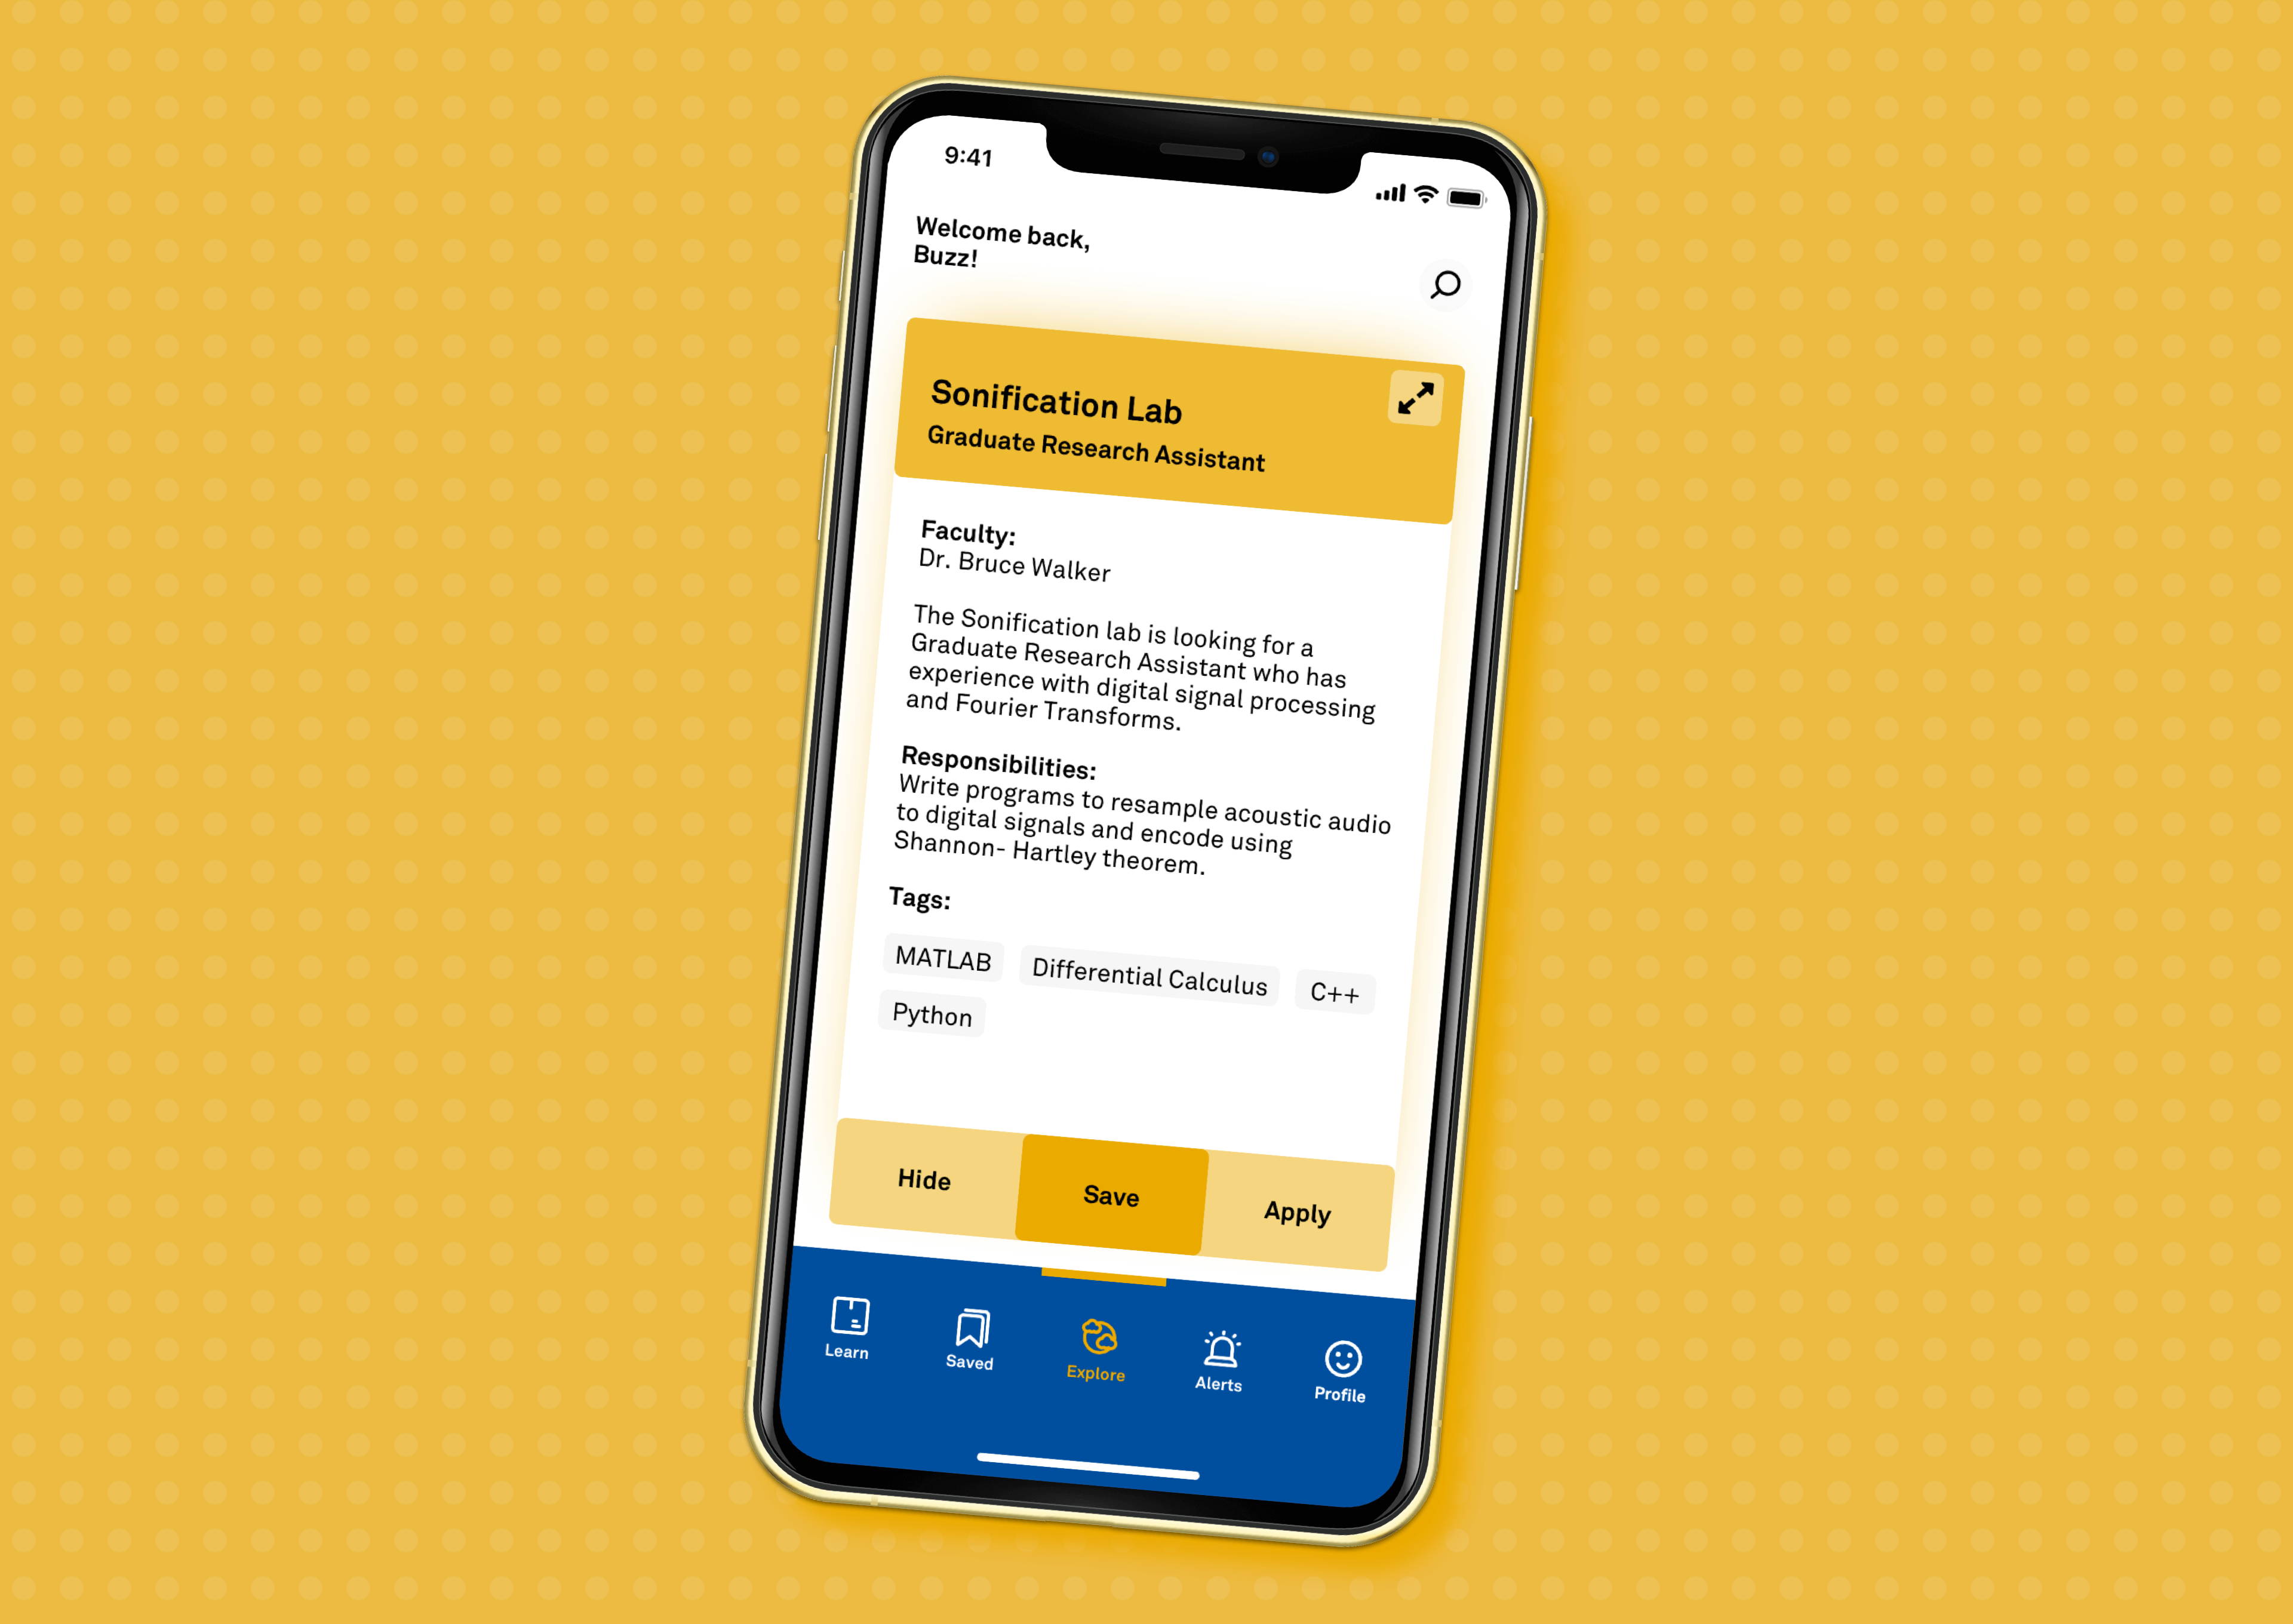 9:41
Welcome back,
Buzz!
Sonification Lab
Graduate Research Assistant
Faculty:
Dr. Bruce Walker
The Sonification lab is looking for a
Graduate Research Assistant who has
experience with digital signal processing
and Fourier Transforms.
Responsibilities:
Write programs to resample acoustic audio
to digital signals and encode using
Shannon- Hartley theorem.
Tags:
MATLAB Differential Calculus C++
Python
Hide Save Apply
Learn Saved Explore Alerts Profile